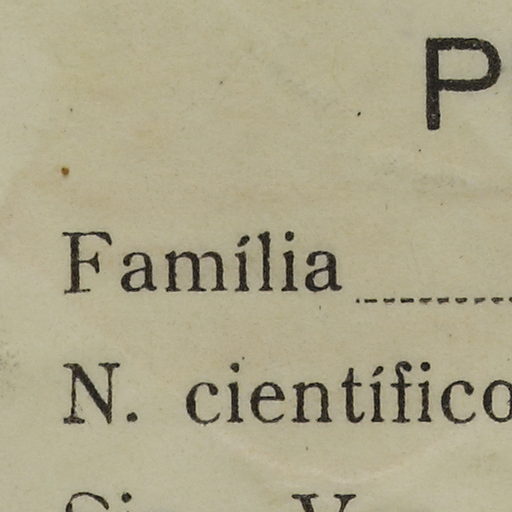 P
Família
N. científico